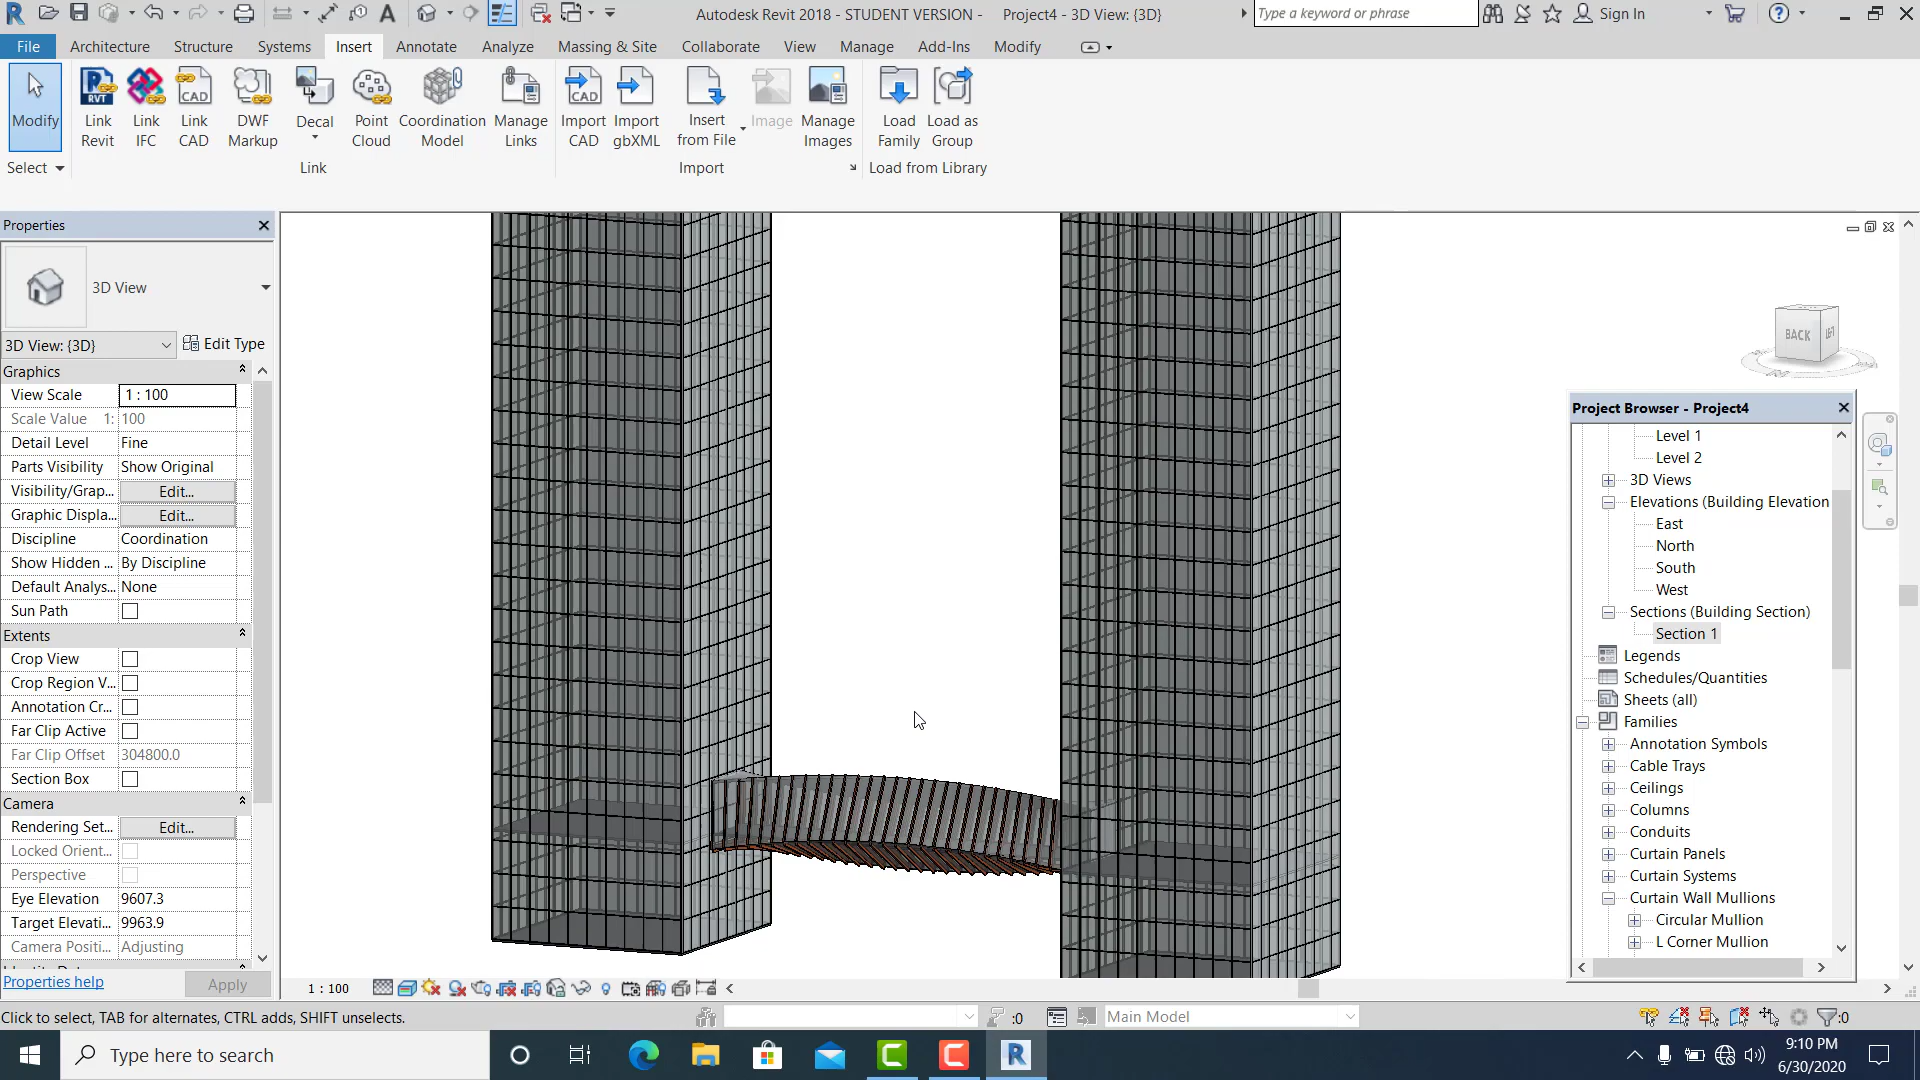 Autodesk Revit 2018 - STUDENT VERSION - Project4 - 3D View: {3D}
Type a keyword or phrase
Sign In
File Architecture Structure Systems Insert Annotate Analyze Massing & Site Collaborate View Manage Add-Ins Modify
Modify
Link Revit
Link IFC
Link CAD
DWF Markup
Decal
Point Cloud
Coordination Model
Manage Links
Import CAD
Import gbXML
Insert from File
Image
Manage Images
Load Family
Load as Group
Select
Link
Import
Load from Library
Properties
3D View
3D View: {3D}
Edit Type
Graphics
View Scale 1 : 100
Scale Value 1: 100
Detail Level Fine
Parts Visibility Show Original
Visibility/Grap... Edit...
Graphic Displa... Edit...
Discipline Coordination
Show Hidden ... By Discipline
Default Analys... None
Sun Path
Extents
Crop View
Crop Region V...
Annotation Cr...
Far Clip Active
Far Clip Offset 304800.0
Section Box
Camera
Rendering Set... Edit...
Locked Orient...
Perspective
Eye Elevation 9607.3
Target Elevati... 9963.9
Camera Positi... Adjusting
Properties help
Apply
BACK
LEFT
Project Browser - Project4
Level 1
Level 2
3D Views
Elevations (Building Elevation
East
North
South
West
Sections (Building Section)
Section 1
Legends
Schedules/Quantities
Sheets (all)
Families
Annotation Symbols
Cable Trays
Ceilings
Columns
Conduits
Curtain Panels
Curtain Systems
Curtain Wall Mullions
Circular Mullion
L Corner Mullion
1 : 100
Click to select, TAB for alternates, CTRL adds, SHIFT unselects.
:0
Main Model
:0
Type here to search
9:10 PM
6/30/2020